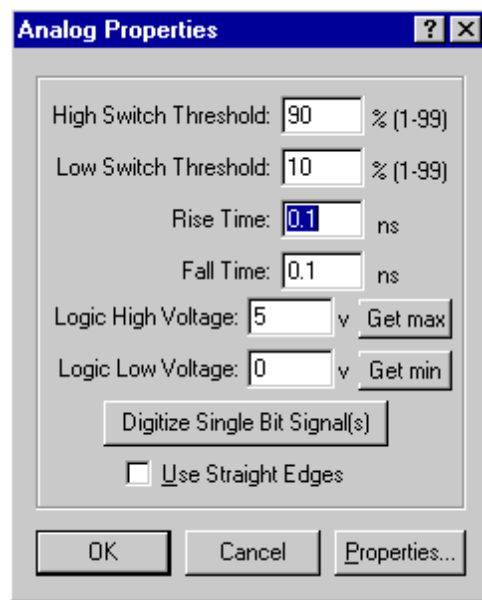 Analog Properties ? ×
High Switch Threshold: 90 % (1-99)
Low Switch Threshold: 10 % (1-99)
Rise Time: 0.1 ns
Fall Time: 0.1 ns
Logic High Voltage: 5 v Get max
Logic Low Voltage: 0 v Get min
Digitize Single Bit Signal(s)
Use Straight Edges
OK Cancel Properties...